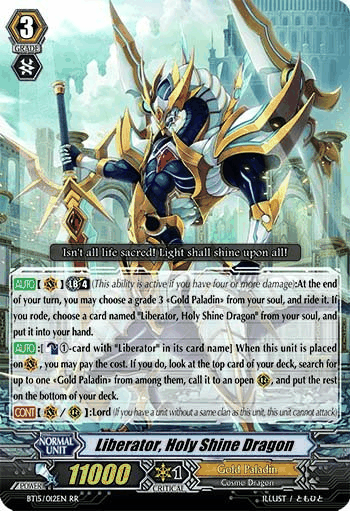 3
GRADE
Isn't all life sacred! Light shall shine upon all!
AUTO [ ] LB 4 (This ability is active if you have four or more damage):At the end
of your turn, you may choose a grade 3 «Gold Paladin» from your soul, and ride it. If
you rode, choose a card named "Liberator, Holy Shine Dragon" from your soul, and
put it into your hand.
AUTO :[ 1-card with "Liberator" in its card name] When this unit is placed
on , you may pay the cost. If you do, look at the top card of your deck, search for
up to one «Gold Paladin» from among them, call it to an open , and put the rest
on the bottom of your deck.
CONT [ / ]:Lord (If you have a unit without a same clan as this unit, this unit cannot attack)
NORMAL
UNIT
Liberator, Holy Shine Dragon
POWER 11000
1
CRITICAL
Gold Paladin
Cosmo Dragon
BT15/012EN RR
ILLUST / ともひと